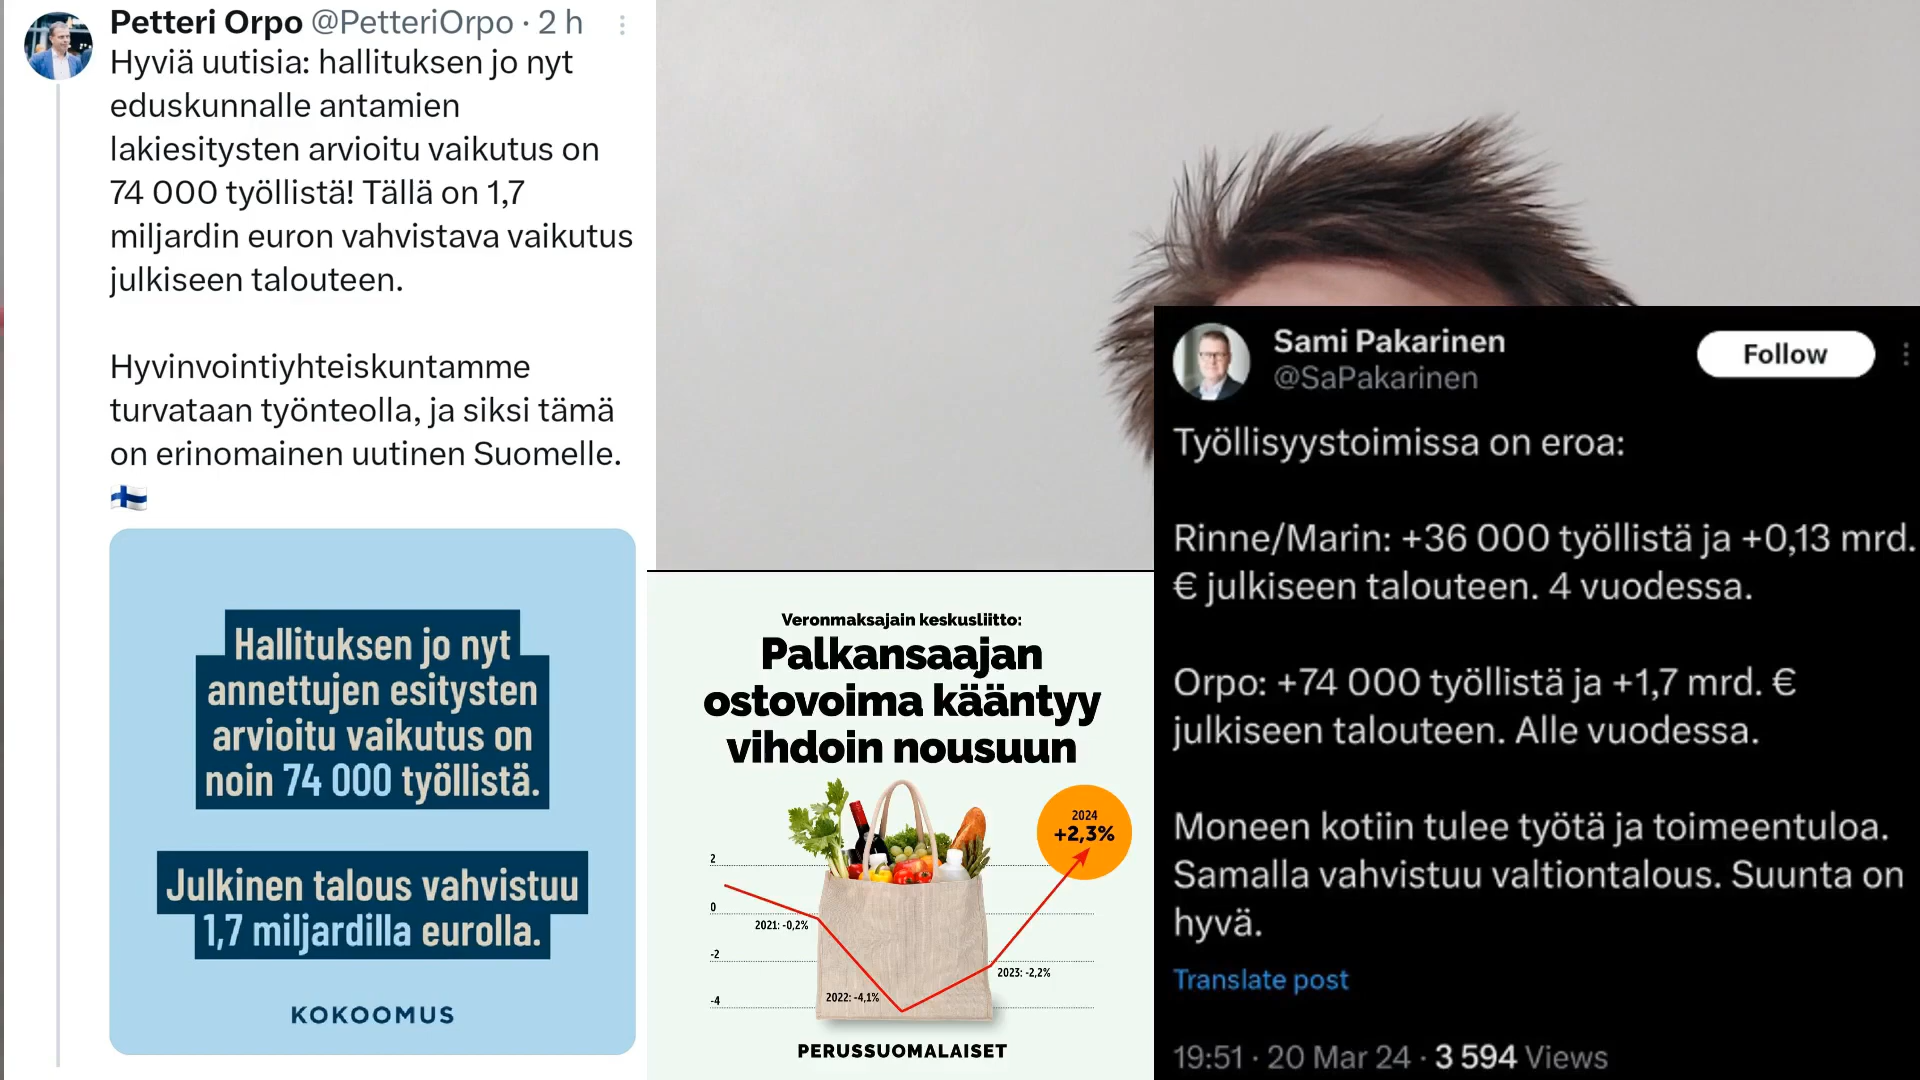 Petteri Orpo @PetteriOrpo · 2 h
Hyviä uutisia: hallituksen jo nyt
eduskunnalle antamien
lakiesitysten arvioitu vaikutus on
74 000 työllistä! Tällä on 1,7
miljardin euron vahvistava vaikutus
julkiseen talouteen.
Hyvinvointiyhteiskuntamme
turvataan työnteolla, ja siksi tämä
on erinomainen uutinen Suomelle.
🇫🇮
Hallituksen jo nyt
annettujen esitysten
arvioitu vaikutus on
noin 74 000 työllistä.
Julkinen talous vahvistuu
1,7 miljardilla eurolla.
KOKOOMUS
Veronmaksajain keskusliitto:
Palkansaajan
ostovoima kääntyy
vihdoin nousuun
2024
+2,3%
2
0
2021: -0,2%
-2
2023: -2,2%
2022: -4,1%
-4
PERUSSUOMALAISET
Sami Pakarinen
@SaPakarinen
Follow
Työllisyystoimissa on eroa:
Rinne/Marin: +36 000 työllistä ja +0,13 mrd.
€ julkiseen talouteen. 4 vuodessa.
Orpo: +74 000 työllistä ja +1,7 mrd. €
julkiseen talouteen. Alle vuodessa.
Moneen kotiin tulee työtä ja toimeentuloa.
Samalla vahvistuu valtiontalous. Suunta on
hyvä.
Translate post
19:51 · 20 Mar 24 · 3 594 Views